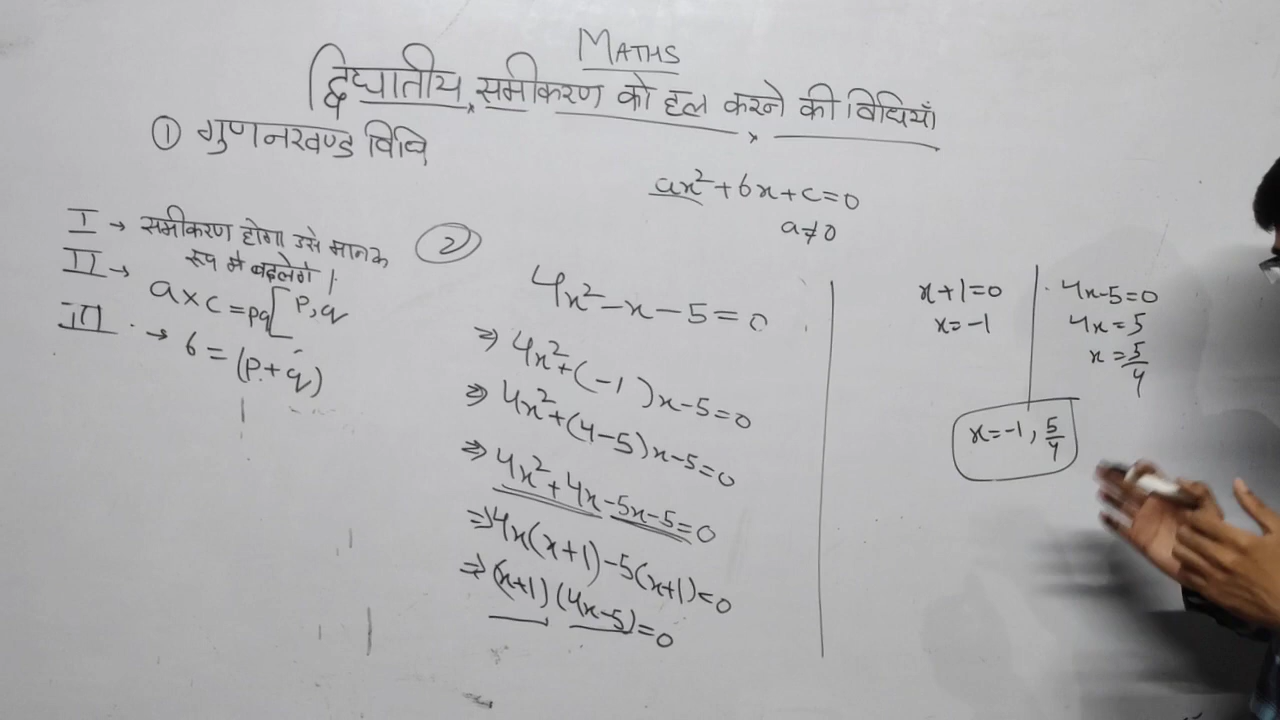 MATHS
द्विघातीय समीकरण को हल करने की विधियाँ
① गुणनखण्ड विधि
ax²+bx+c=0
a≠0
I → समीकरण होगा उसे मानक
रूप मे बदलेगे।
II → a×c=pq[p,q
III → b=(p+q)
②
4x²-x-5=0
⇒ 4x²+(-1)x-5=0
⇒ 4x²+(4-5)x-5=0
⇒ 4x²+4x-5x-5=0
⇒ 4x(x+1)-5(x+1)=0
⇒ (x+1)(4x-5)=0
x+1=0
x=-1
4x-5=0
4x=5
x=5/4
x=-1, 5/4